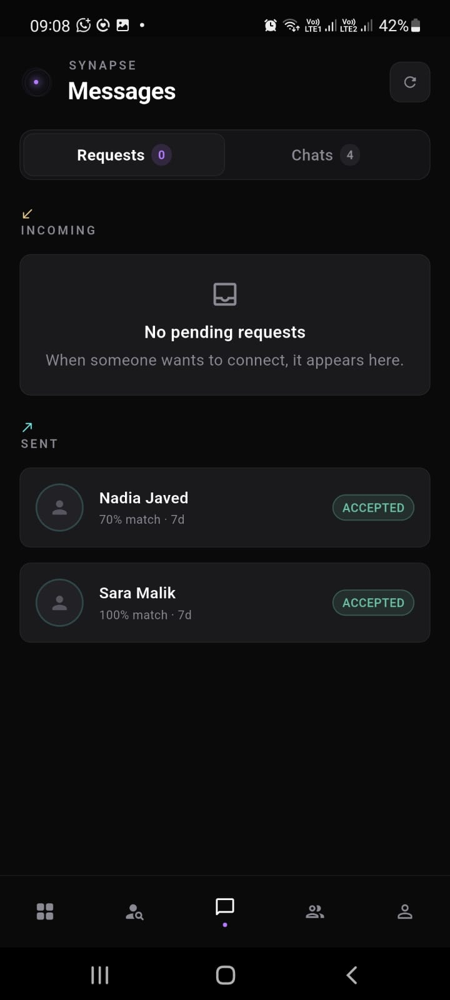 09:08
Vo)) LTE1 Vo)) LTE2 42%
SYNAPSE
Messages
Requests 0 Chats 4
INCOMING
No pending requests
When someone wants to connect, it appears here.
SENT
Nadia Javed
70% match · 7d
ACCEPTED
Sara Malik
100% match · 7d
ACCEPTED